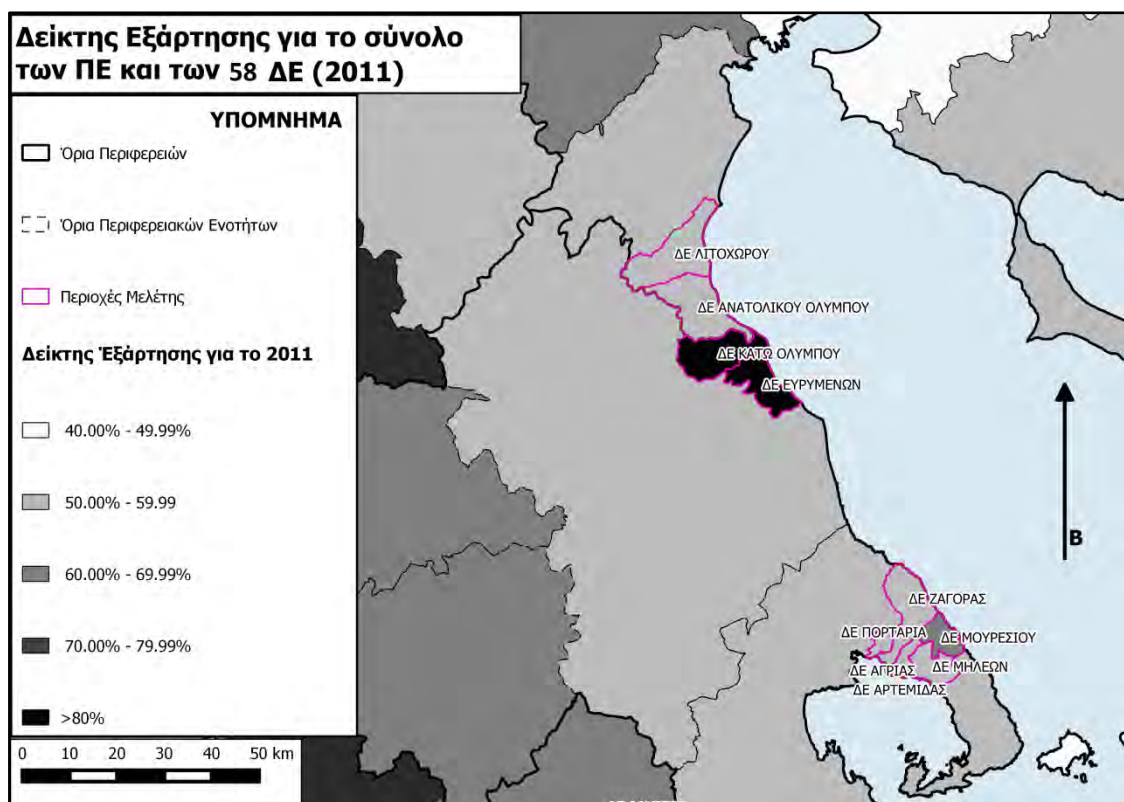 Δείκτης Εξάρτησης για το σύνολο
των ΠΕ και των 58 ΔΕ (2011)
ΥΠΟΜΝΗΜΑ
Όρια Περιφερειών
Όρια Περιφερειακών Ενοτήτων
Περιοχές Μελέτης
Δείκτης Έξάρτησης για το 2011
40.00% - 49.99%
50.00% - 59.99
60.00% - 69.99%
70.00% - 79.99%
>80%
0 10 20 30 40 50 km
ΔΕ ΛΙΤΟΧΩΡΟΥ
ΔΕ ΑΝΑΤΟΛΙΚΟΥ ΟΛΥΜΠΟΥ
ΔΕ ΚΑΤΩ ΟΛΥΜΠΟΥ
ΔΕ ΕΥΡΥΜΕΝΩΝ
Β
ΔΕ ΖΑΓΟΡΑΣ
ΔΕ ΠΟΡΤΑΡΙΑ
ΔΕ ΜΟΥΡΕΣΙΟΥ
ΔΕ ΑΓΡΙΑΣ
ΔΕ ΜΗΛΕΩΝ
ΔΕ ΑΡΤΕΜΙΔΑΣ